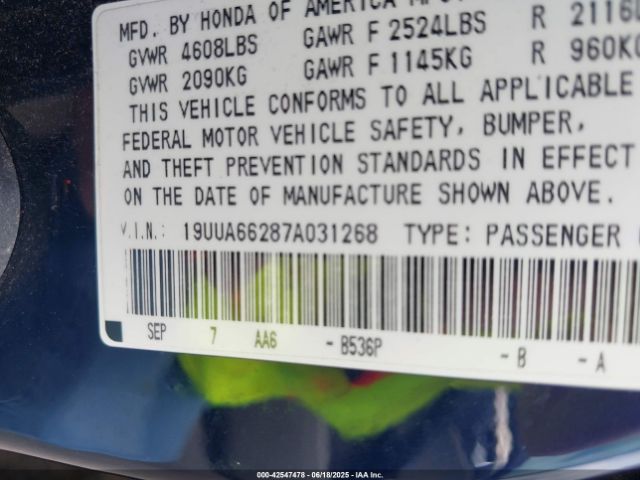 MFD. BY HONDA OF AMERICA
GVWR 4608LBS GAWR F 2524LBS R 2116
GVWR 2090KG GAWR F 1145KG R 960KG
THIS VEHICLE CONFORMS TO ALL APPLICABLE
FEDERAL MOTOR VEHICLE SAFETY, BUMPER,
AND THEFT PREVENTION STANDARDS IN EFFECT
ON THE DATE OF MANUFACTURE SHOWN ABOVE.
V.I.N.: 19UUA66287A031268 TYPE: PASSENGER
SEP 7 AA6 - B536P - B - A
000-42547478 - 06/18/2025 - IAA Inc.